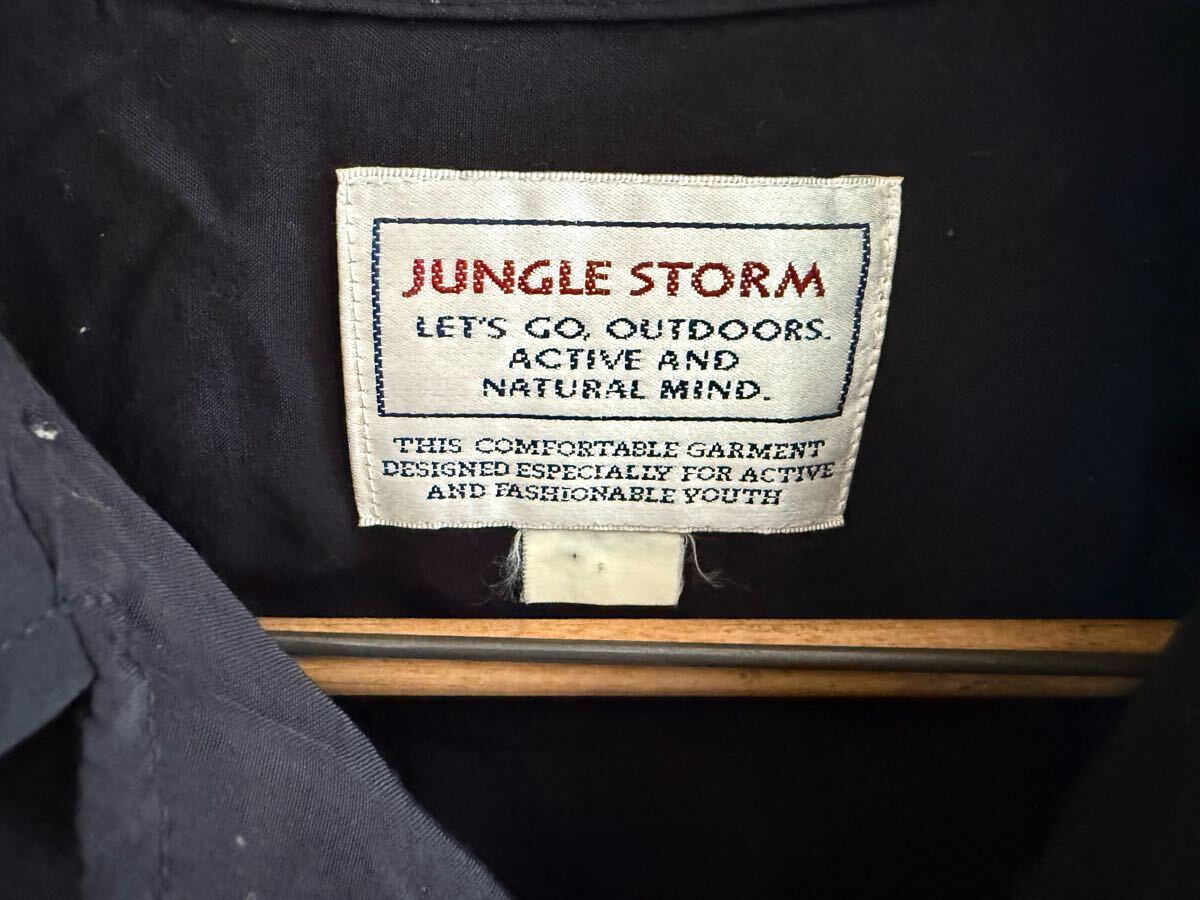 JUNGLE STORM
LET'S GO, OUTDOORS.
ACTIVE AND
NATURAL MIND.
THIS COMFORTABLE GARMENT
DESIGNED ESPECIALLY FOR ACTIVE
AND FASHIONABLE YOUTH